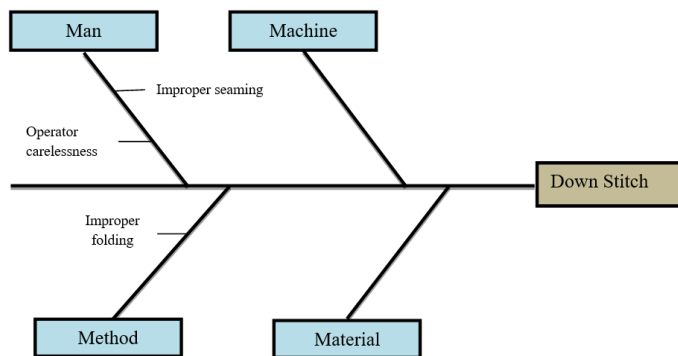 Man
Machine
Improper seaming
Operator
carelessness
Down Stitch
Improper
folding
Method
Material